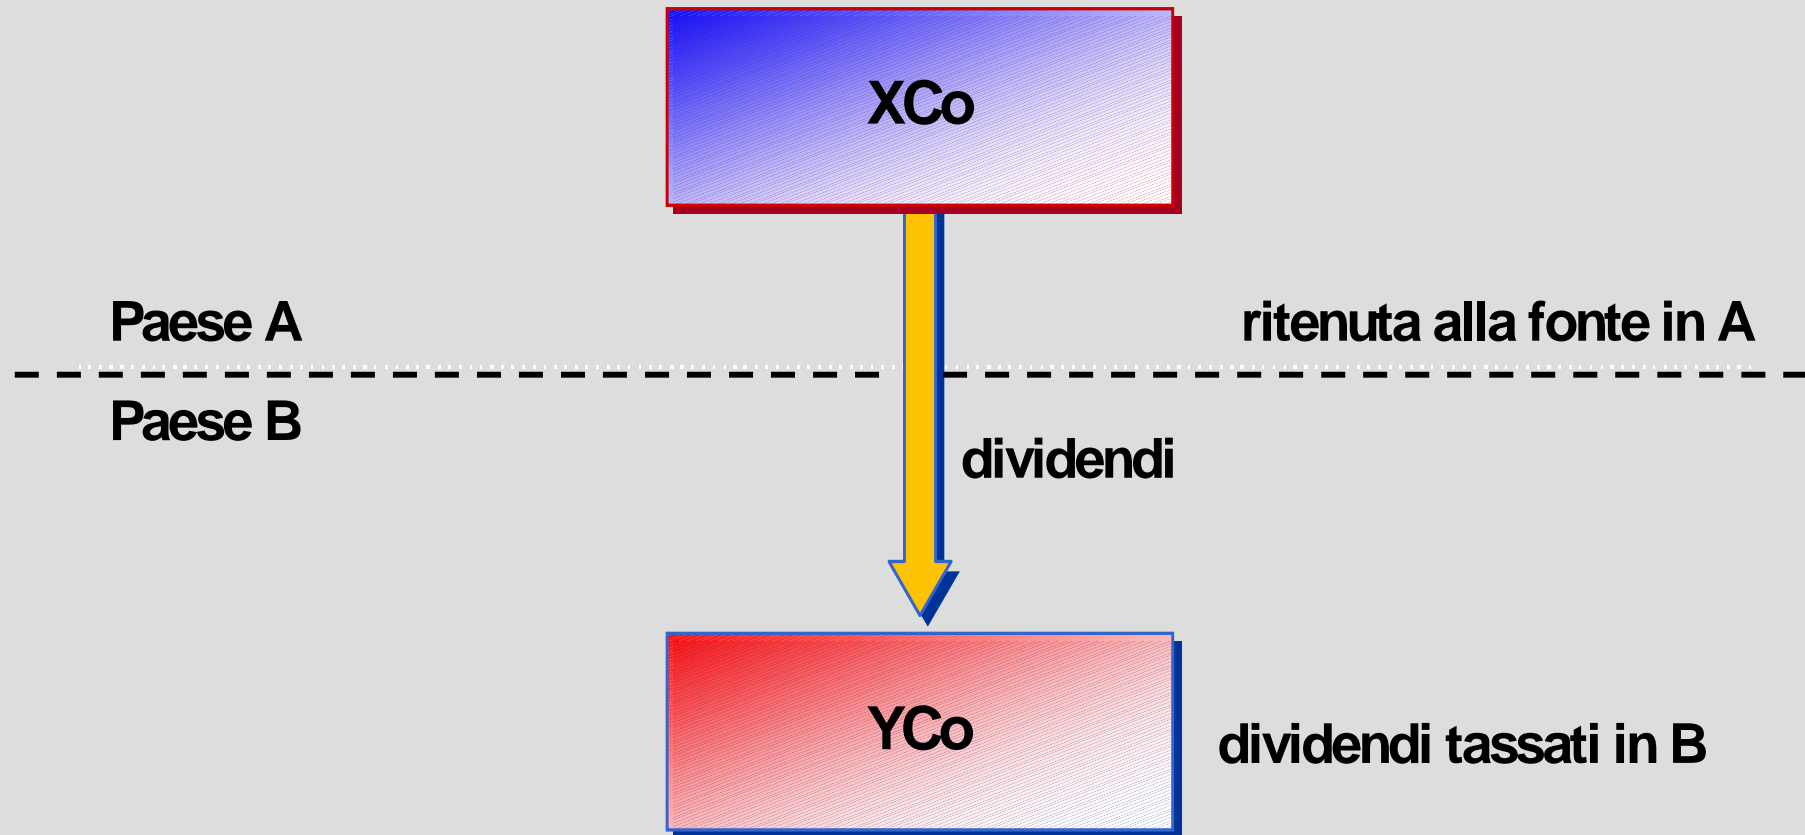 XCo
Paese A
ritenuta alla fonte in A
Paese B
dividendi
YCo
dividendi tassati in B